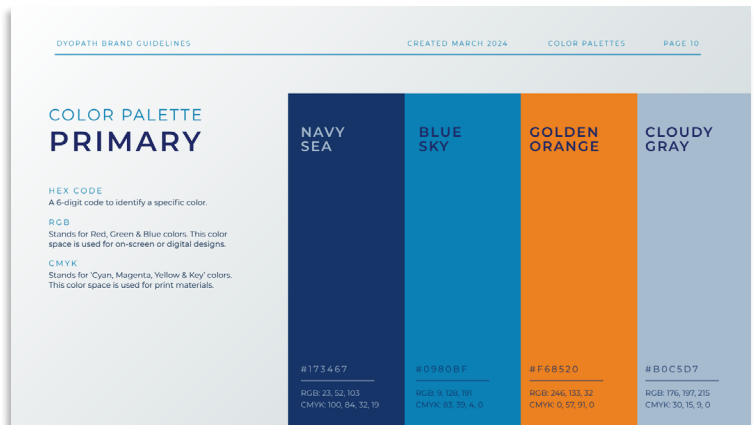 DYOPATH BRAND GUIDELINES
CREATED MARCH 2024
COLOR PALETTES
PAGE 10
COLOR PALETTE
PRIMARY
HEX CODE
A 6-digit code to identify a specific color.
RGB
Stands for Red, Green & Blue colors. This color
space is used for on-screen or digital designs.
CMYK
Stands for 'Cyan, Magenta, Yellow & Key' colors.
This color space is used for print materials.
NAVY
SEA
#173467
RGB: 23, 52, 103
CMYK: 100, 84, 32, 19
BLUE
SKY
#0980BF
RGB: 9, 128, 191
CMYK: 83, 39, 4, 0
GOLDEN
ORANGE
#F68520
RGB: 246, 133, 32
CMYK: 0, 57, 91, 0
CLOUDY
GRAY
#B0C5D7
RGB: 176, 197, 215
CMYK: 30, 15, 9, 0